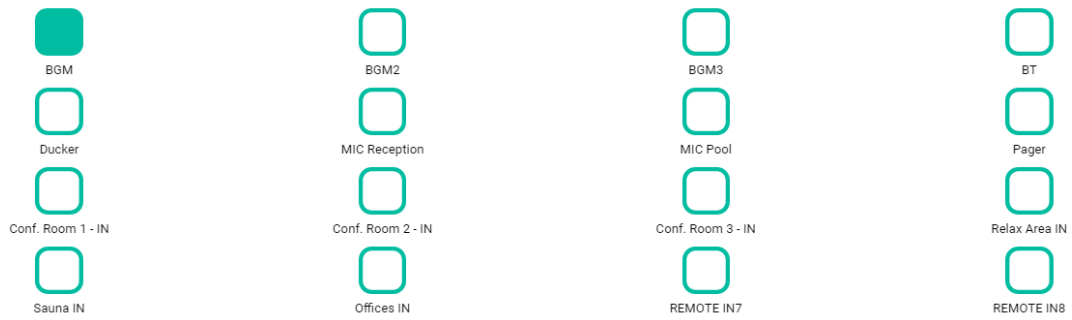 BGM
BGM2
BGM3
BT
Ducker
MIC Reception
MIC Pool
Pager
Conf. Room 1 - IN
Conf. Room 2 - IN
Conf. Room 3 - IN
Relax Area IN
Sauna IN
Offices IN
REMOTE IN7
REMOTE IN8